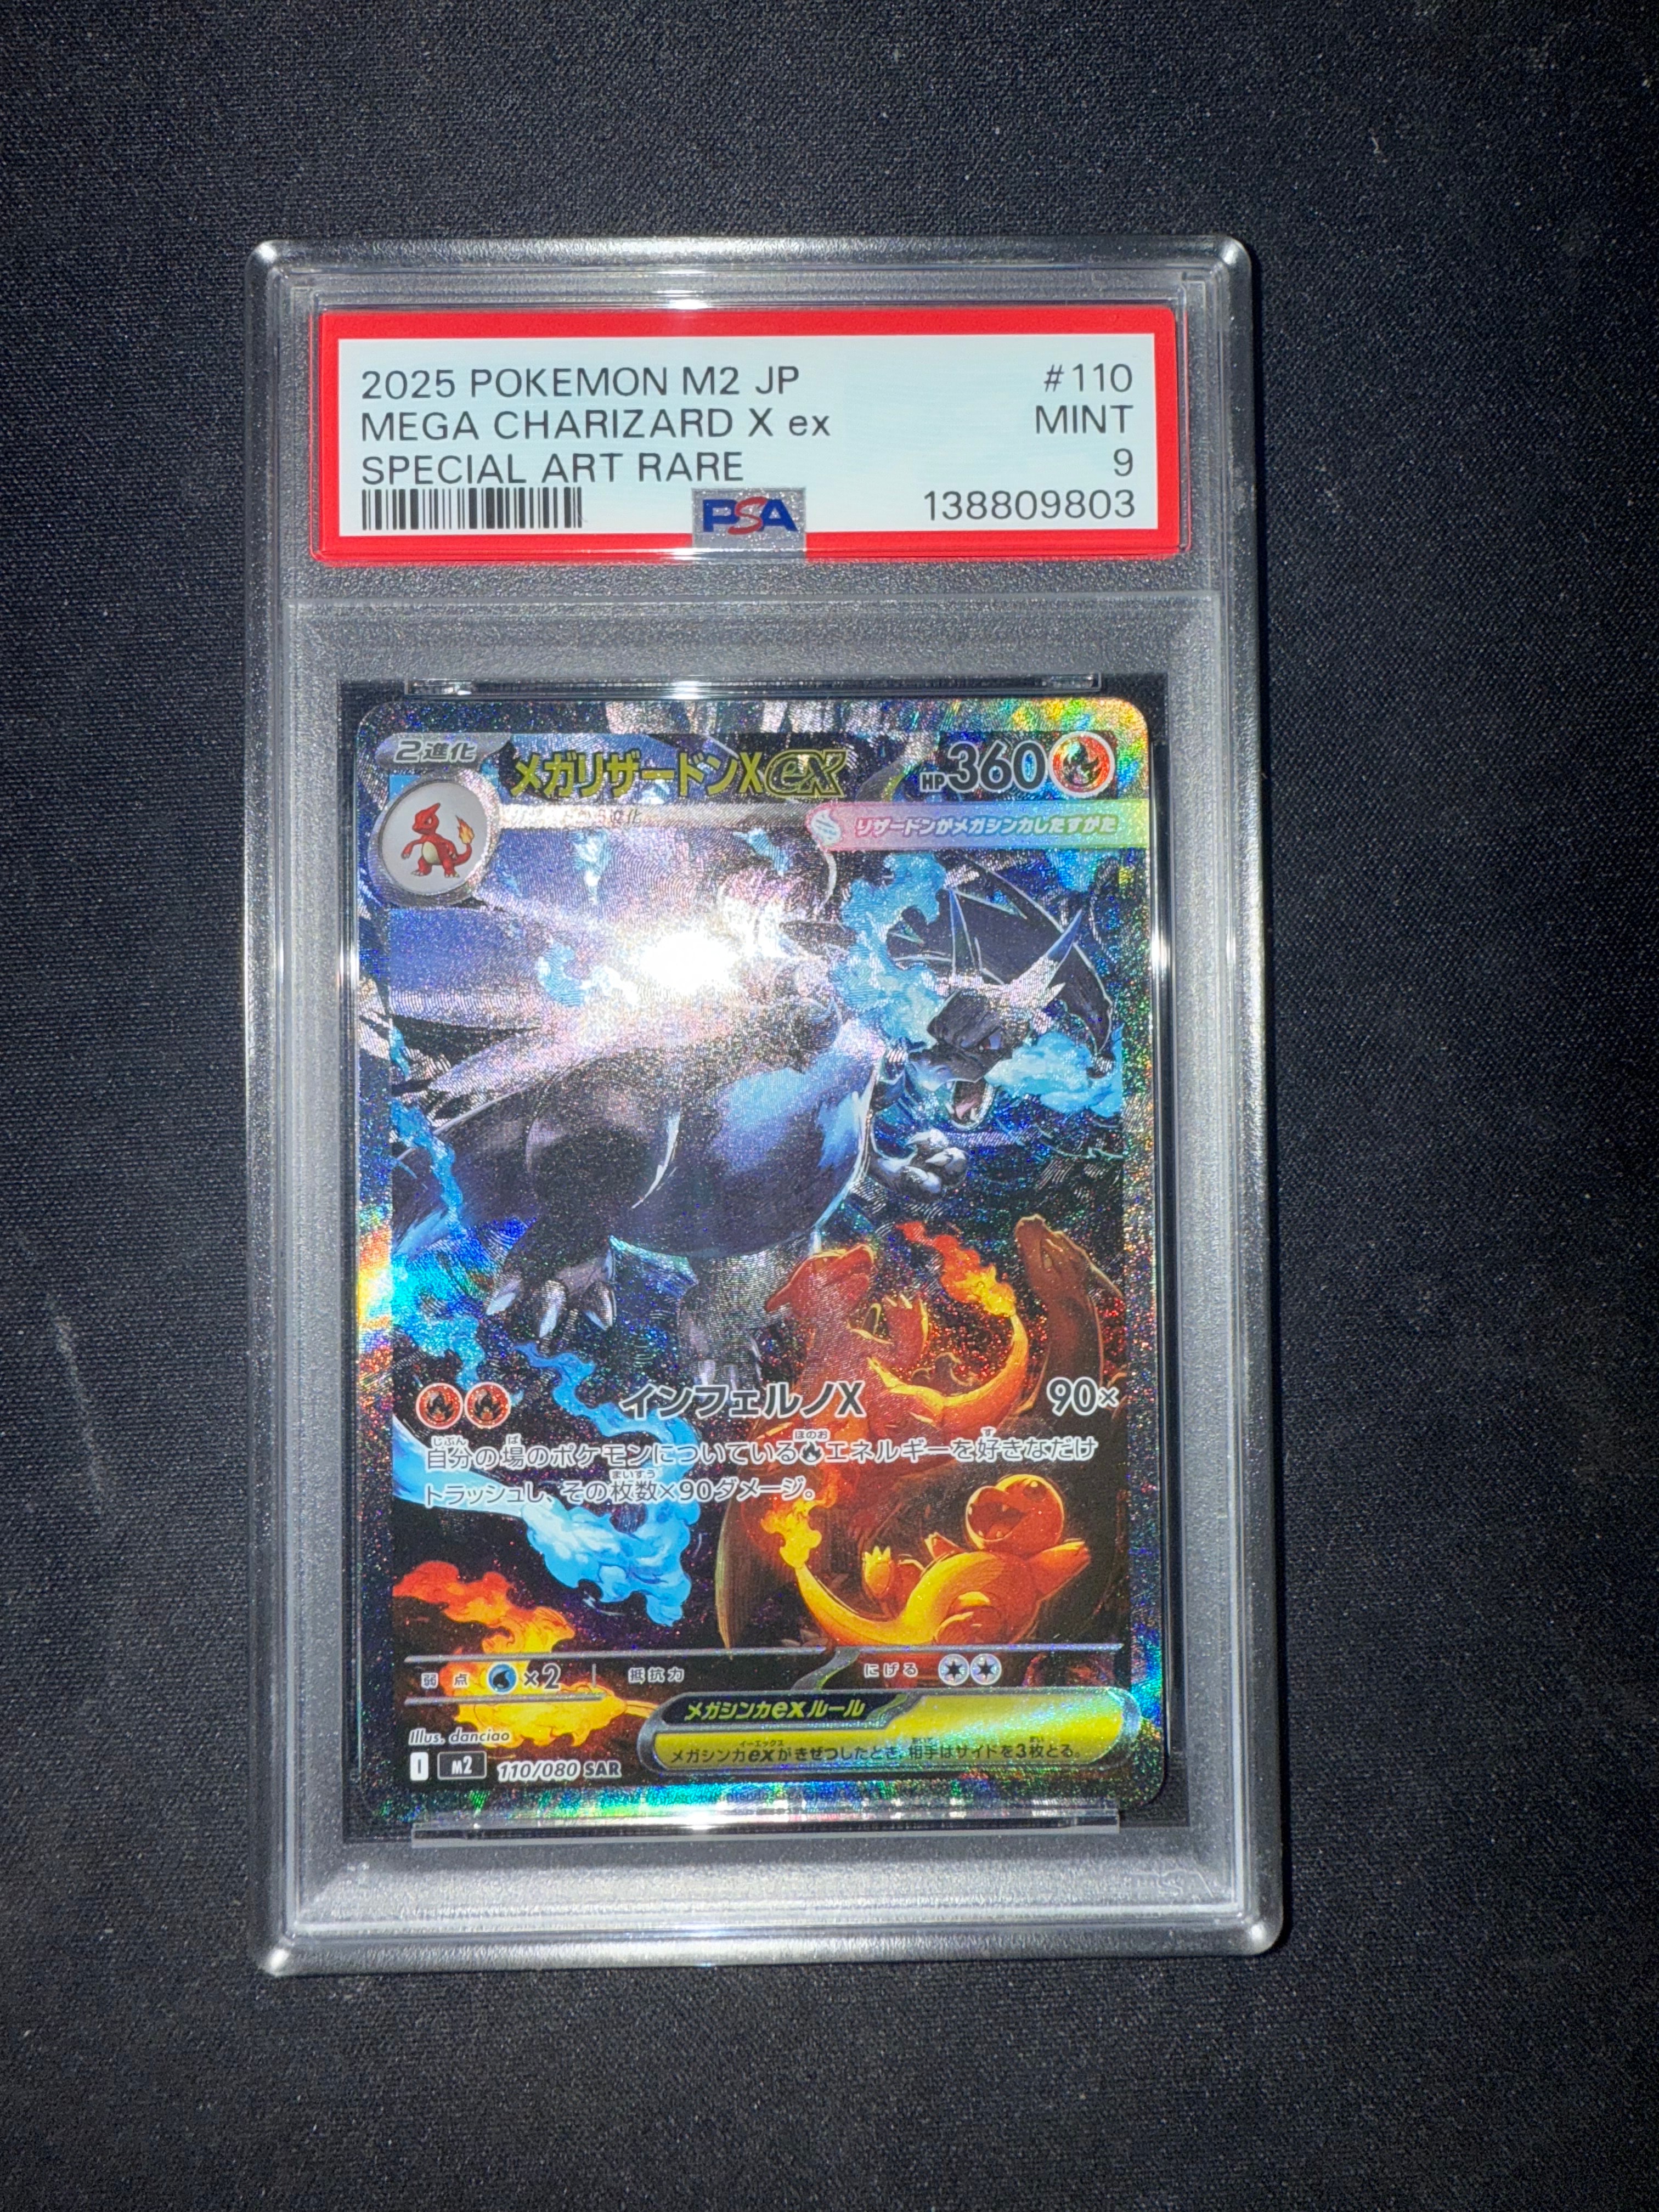 2025 POKEMON M2 JP #110
MEGA CHARIZARD X ex MINT
SPECIAL ART RARE 9
PSA 138809803
2進化 メガリザードンXex HP360
リザードンがメガシンカしたすがた
インフェルノX 90×
自分の場のポケモンについているエネルギーを好きなだけ
トラッシュし、その枚数×90ダメージ。
弱点 ×2 抵抗力 にげる
メガシンカexルール
メガシンカexがきぜつしたとき、相手はサイドを3枚とる。
Illus. danciao
I m2 110/080 SAR